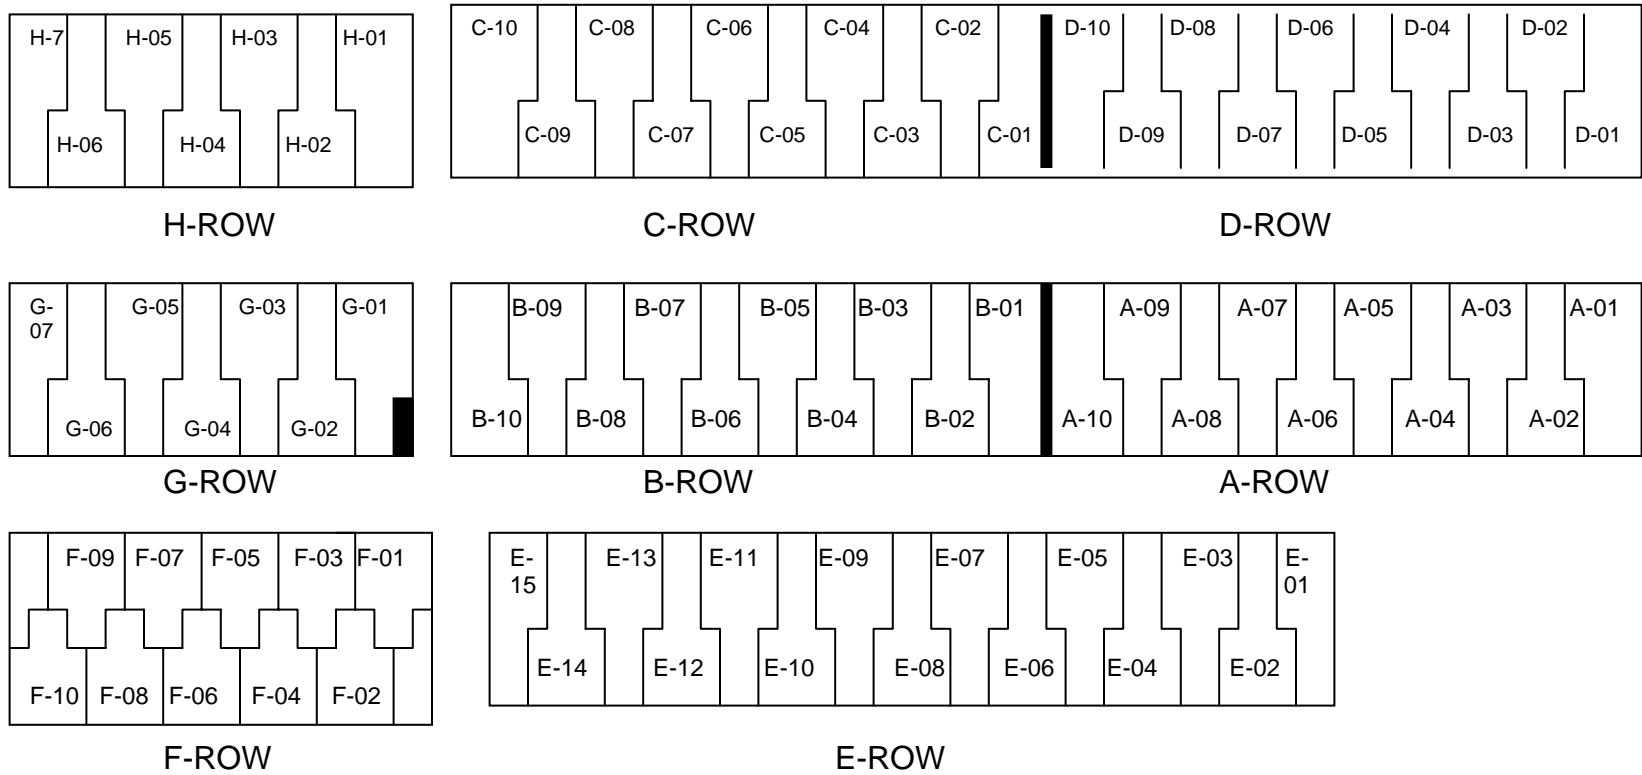 H-7 H-05 H-03 H-01
H-06 H-04 H-02
H-ROW
C-10 C-08 C-06 C-04 C-02
C-09 C-07 C-05 C-03 C-01
C-ROW
D-10 D-08 D-06 D-04 D-02
D-09 D-07 D-05 D-03 D-01
D-ROW
G-
07
G-05 G-03 G-01
G-06 G-04 G-02
G-ROW
B-09 B-07 B-05 B-03 B-01
B-10 B-08 B-06 B-04 B-02
B-ROW
A-09 A-07 A-05 A-03 A-01
A-10 A-08 A-06 A-04 A-02
A-ROW
F-09 F-07 F-05 F-03 F-01
F-10 F-08 F-06 F-04 F-02
F-ROW
E-
15
E-13 E-11 E-09 E-07 E-05 E-03
E-
01
E-14 E-12 E-10 E-08 E-06 E-04 E-02
E-ROW